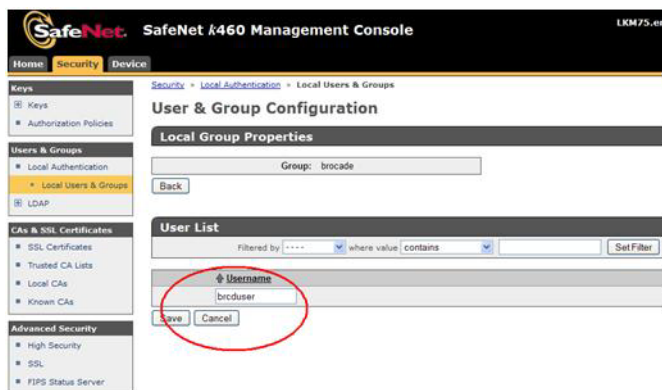 SafeNet. SafeNet k460 Management Console
LKM75.en
Home Security Device
Keys
Keys
Authorization Policies
Users & Groups
Local Authentication
Local Users & Groups
LDAP
CAs & SSL Certificates
SSL Certificates
Trusted CA Lists
Local CAs
Known CAs
Advanced Security
High Security
SSL
FIPS Status Server
Security » Local Authentication » Local Users & Groups
User & Group Configuration
Local Group Properties
Group: brocade
Back
User List
Filtered by ---- where value contains Set Filter
Username
brcduser
Save Cancel